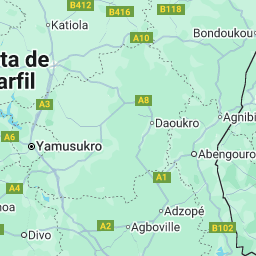 B412
B416
B118
Katiola
Bondoukou
A10
ta de
arfil
A3
A8
Daoukro
Agnibi
A6
Yamusukro
Abengouro
A1
A4
Adzopé
oa
A2
Agboville
Divo
B102